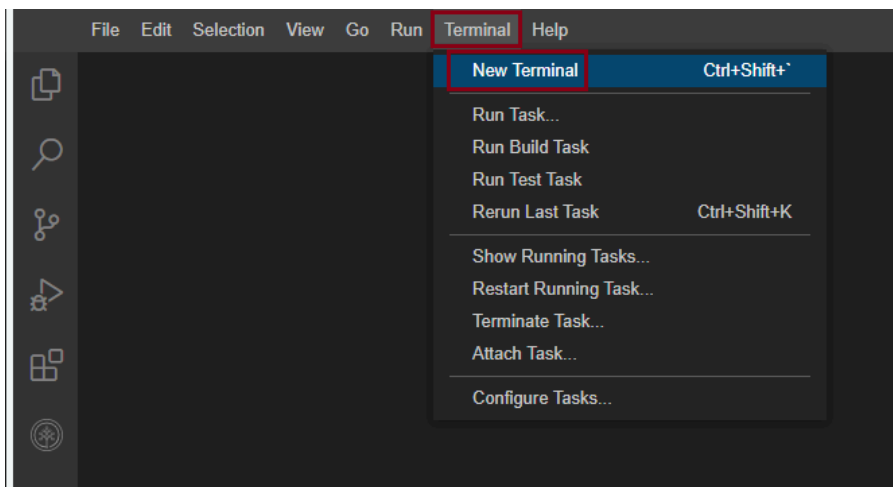 File Edit Selection View Go Run Terminal Help
New Terminal Ctrl+Shift+`
Run Task...
Run Build Task
Run Test Task
Rerun Last Task Ctrl+Shift+K
Show Running Tasks...
Restart Running Task...
Terminate Task...
Attach Task...
Configure Tasks...